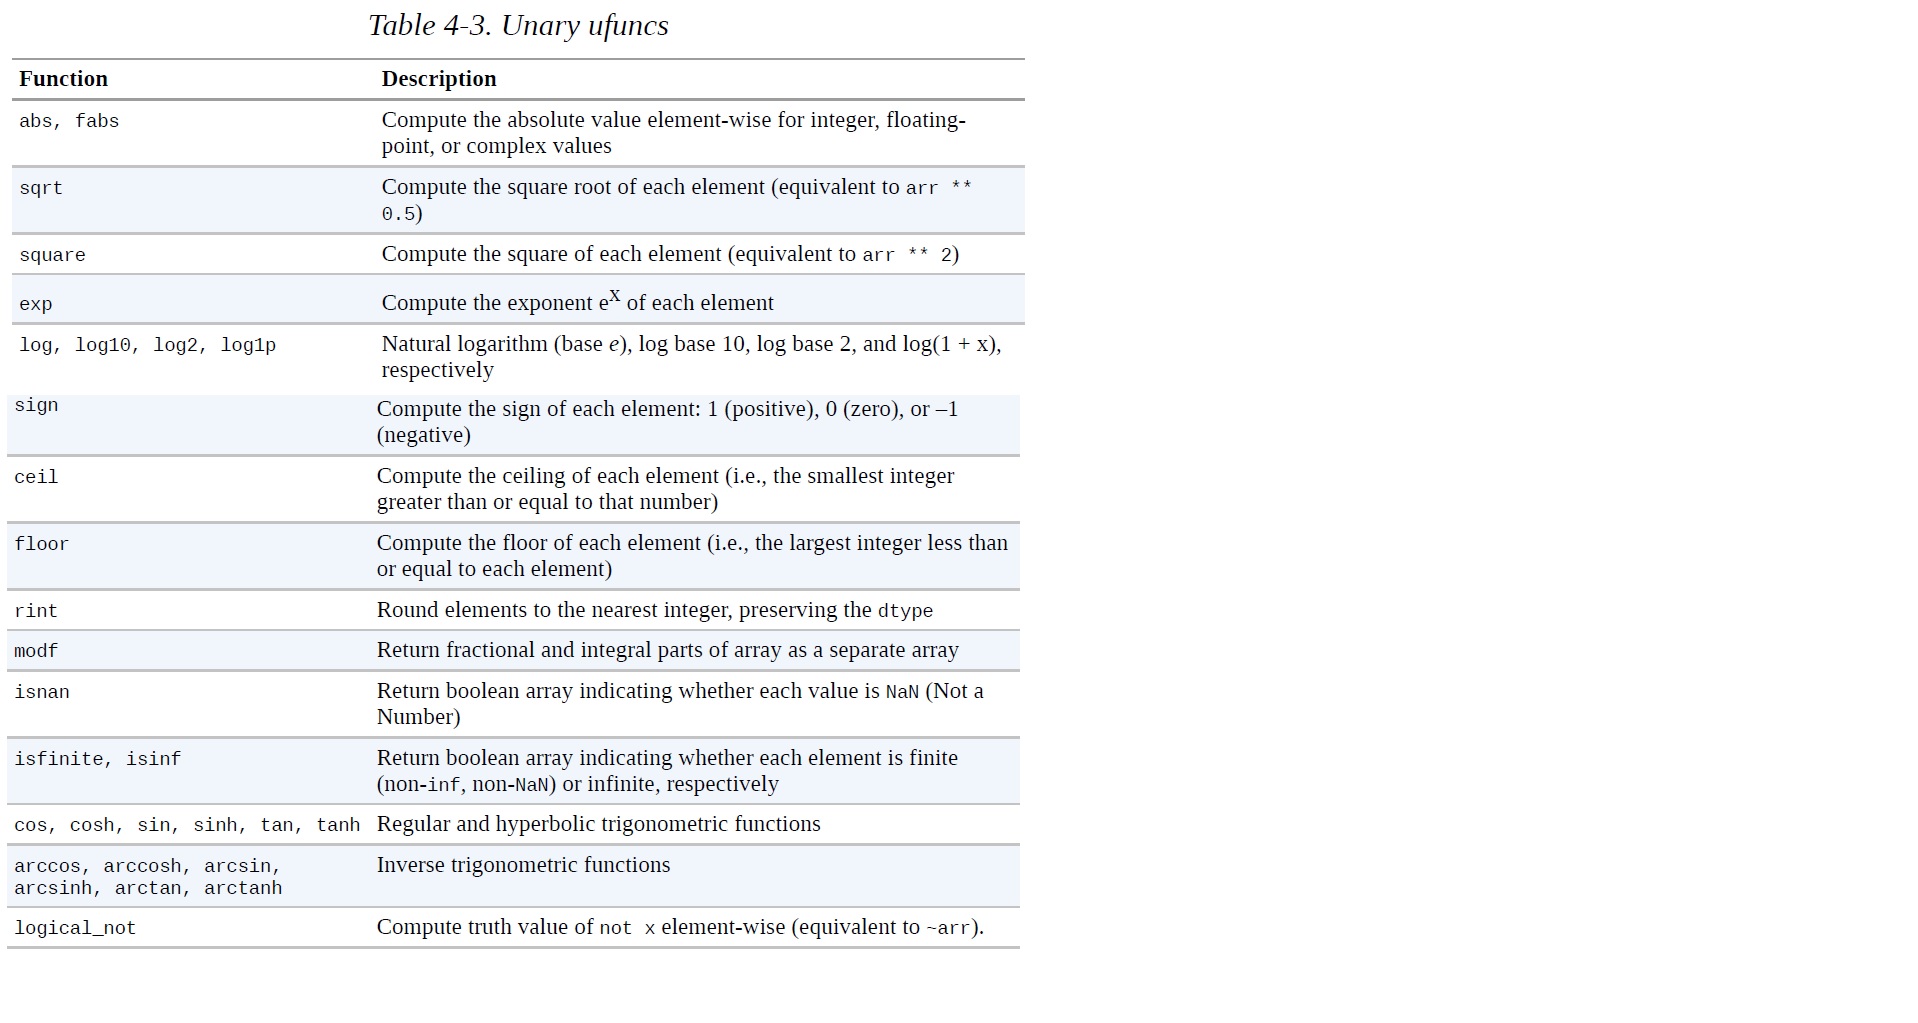 Table 4-3. Unary ufuncs
Function Description
abs, fabs Compute the absolute value element-wise for integer, floating-
point, or complex values
sqrt Compute the square root of each element (equivalent to arr **
0.5)
square Compute the square of each element (equivalent to arr ** 2)
exp Compute the exponent e^x of each element
log, log10, log2, log1p Natural logarithm (base e), log base 10, log base 2, and log(1 + x),
respectively
sign Compute the sign of each element: 1 (positive), 0 (zero), or –1
(negative)
ceil Compute the ceiling of each element (i.e., the smallest integer
greater than or equal to that number)
floor Compute the floor of each element (i.e., the largest integer less than
or equal to each element)
rint Round elements to the nearest integer, preserving the dtype
modf Return fractional and integral parts of array as a separate array
isnan Return boolean array indicating whether each value is NaN (Not a
Number)
isfinite, isinf Return boolean array indicating whether each element is finite
(non-inf, non-NaN) or infinite, respectively
cos, cosh, sin, sinh, tan, tanh Regular and hyperbolic trigonometric functions
arccos, arccosh, arcsin, Inverse trigonometric functions
arcsinh, arctan, arctanh
logical_not Compute truth value of not x element-wise (equivalent to ~arr).